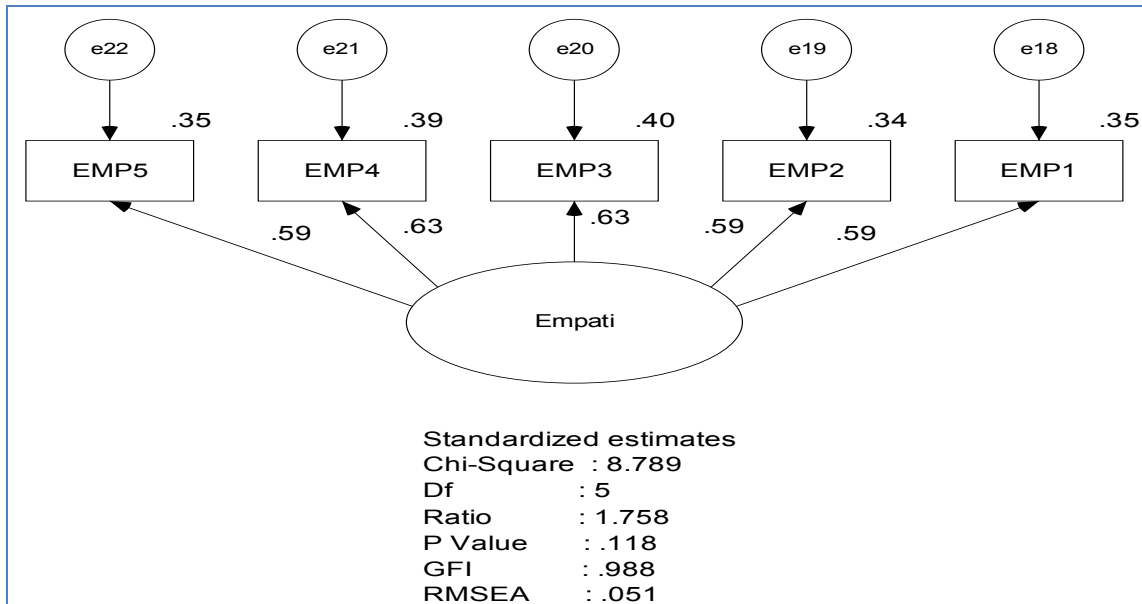 e22 e21 e20 e19 e18
.35 .39 .40 .34 .35
EMP5 EMP4 EMP3 EMP2 EMP1
.59 .63 .63 .59 .59
Empati
Standardized estimates
Chi-Square : 8.789
Df : 5
Ratio : 1.758
P Value : .118
GFI : .988
RMSEA : .051